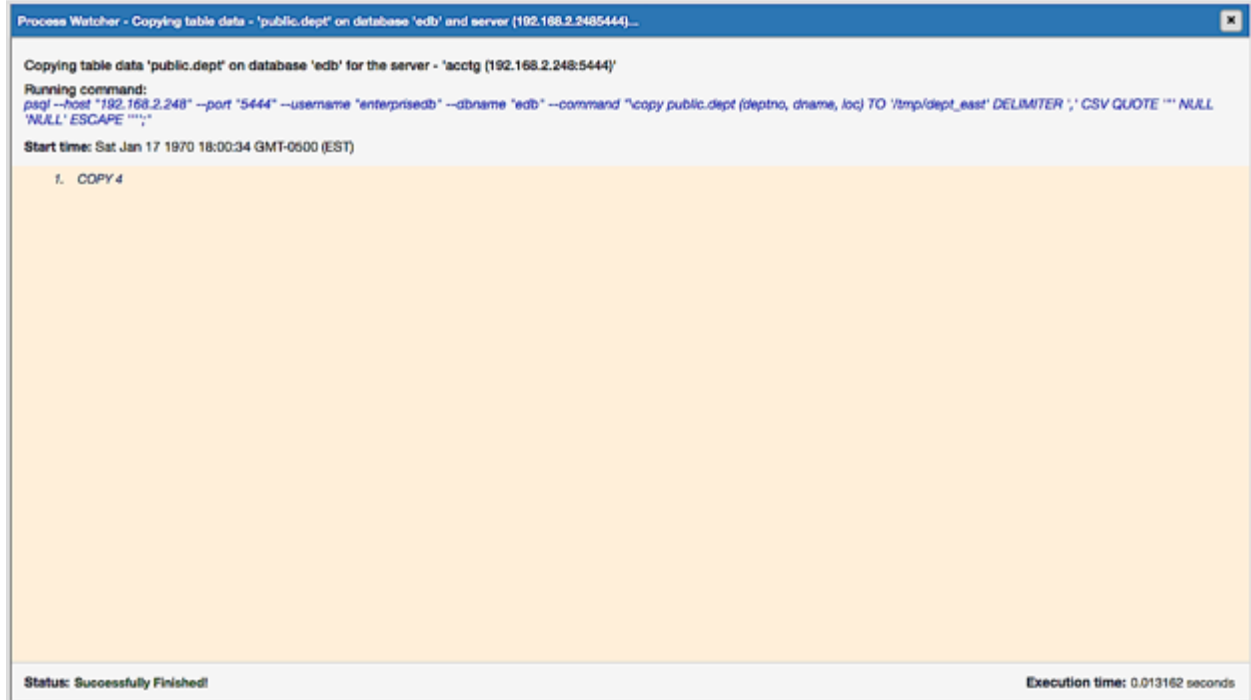 Process Watcher - Copying table data - 'public.dept' on database 'edb' and server (192.168.2.2485444)...
Copying table data 'public.dept' on database 'edb' for the server - 'acctg (192.168.2.248:5444)'
Running command:
psql --host "192.168.2.248" --port "5444" --username "enterprisedb" --dbname "edb" --command "\copy public.dept (deptno, dname, loc) TO '/tmp/dept_east' DELIMITER ',' CSV QUOTE '"' NULL
'NULL' ESCAPE '''';"
Start time: Sat Jan 17 1970 18:00:34 GMT-0500 (EST)
1. COPY 4
Status: Successfully Finished!
Execution time: 0.013162 seconds